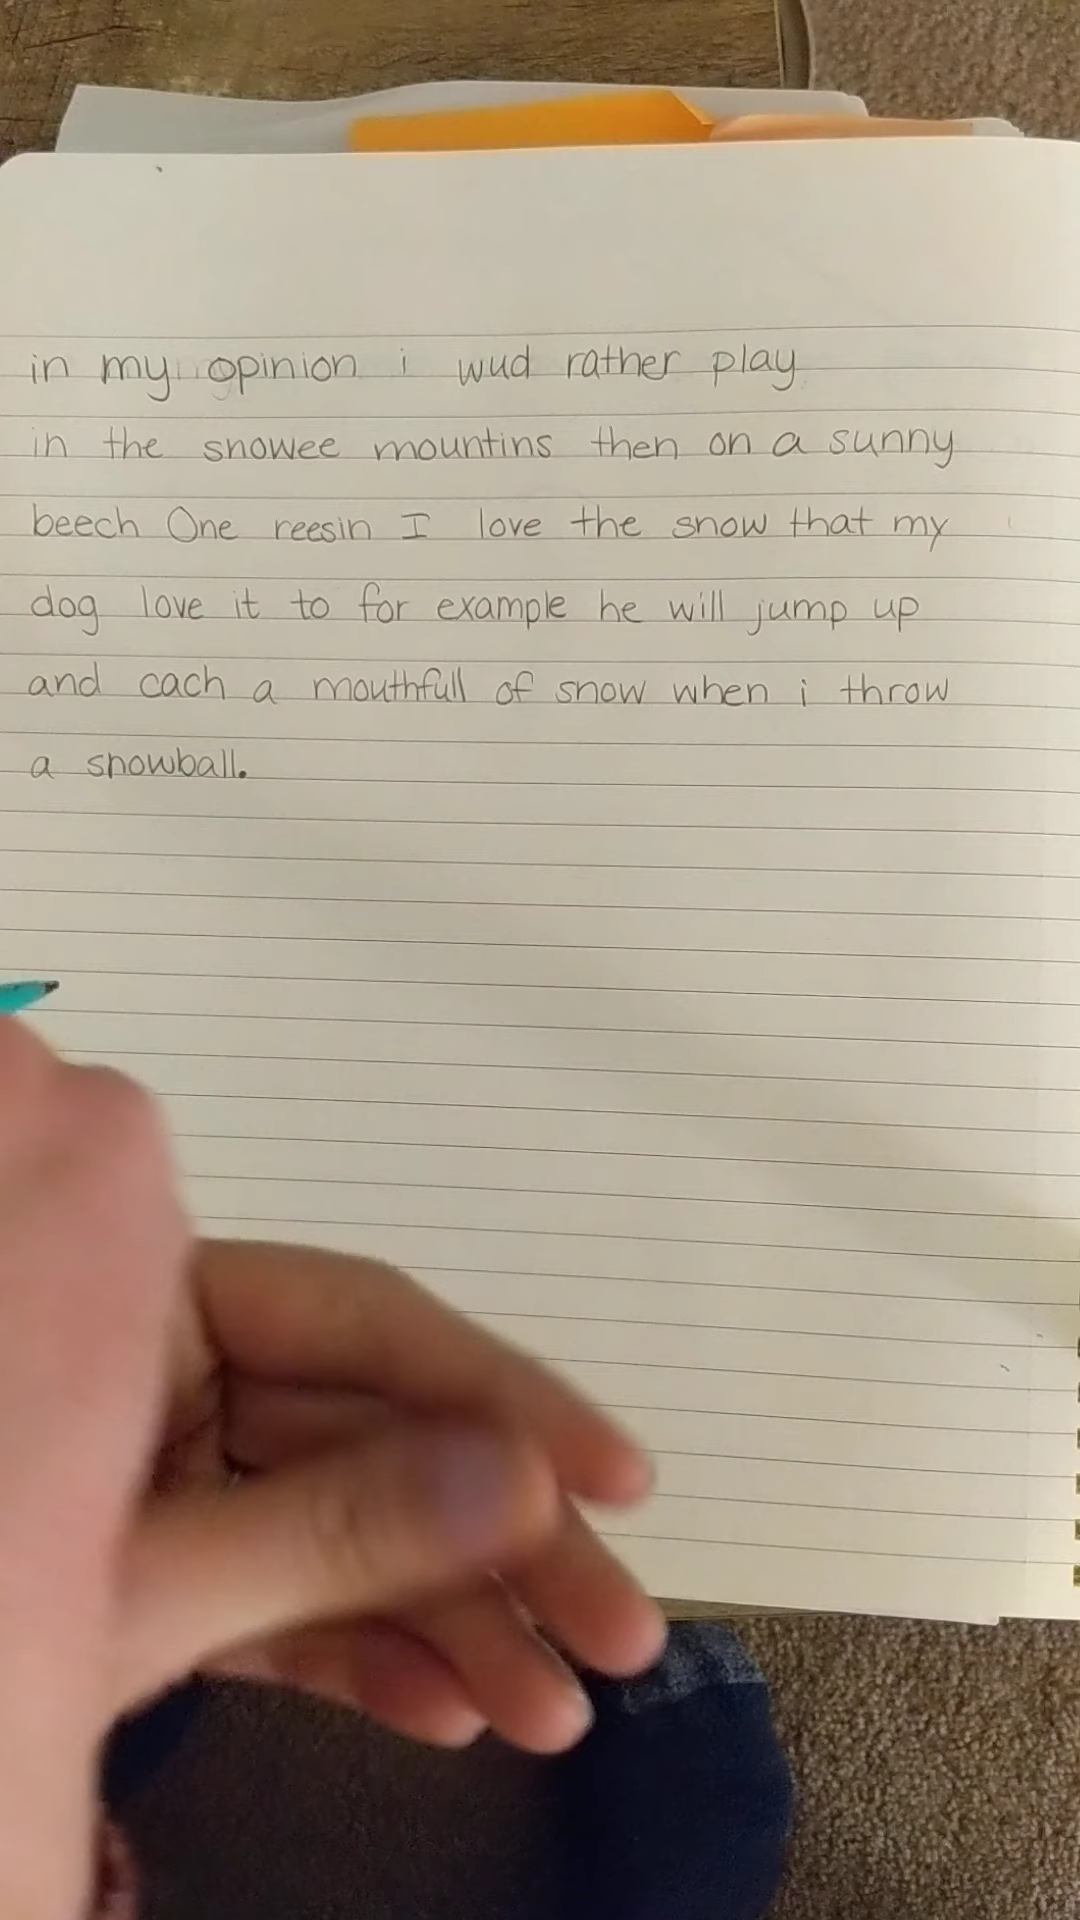 in my opinion i wud rather play
in the snowee mountins then on a sunny
beech One reesin I love the snow that my
dog love it to for example he will jump up
and cach a mouthfull of snow when i throw
a snowball.